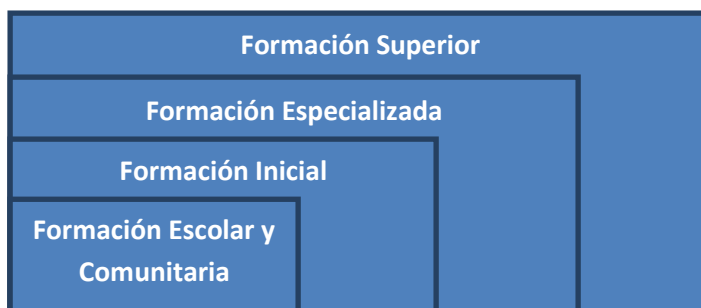 Formación Superior
Formación Especializada
Formación Inicial
Formación Escolar y
Comunitaria